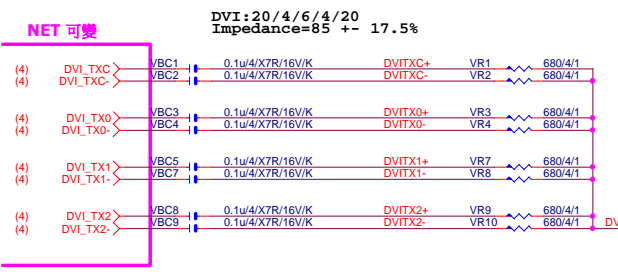 DVI:20/4/6/4/20
Impedance=85 +- 17.5%
NET 可變
(4) DVI_TXC VBC1 0.1u/4/X7R/16V/K DVITXC+ VR1 680/4/1
(4) DVI_TXC- VBC2 0.1u/4/X7R/16V/K DVITXC- VR2 680/4/1
(4) DVI_TX0 VBC3 0.1u/4/X7R/16V/K DVITX0+ VR3 680/4/1
(4) DVI_TX0- VBC4 0.1u/4/X7R/16V/K DVITX0- VR4 680/4/1
(4) DVI_TX1 VBC5 0.1u/4/X7R/16V/K DVITX1+ VR7 680/4/1
(4) DVI_TX1- VBC7 0.1u/4/X7R/16V/K DVITX1- VR8 680/4/1
(4) DVI_TX2 VBC8 0.1u/4/X7R/16V/K DVITX2+ VR9 680/4/1
(4) DVI_TX2- VBC9 0.1u/4/X7R/16V/K DVITX2- VR10 680/4/1 DV